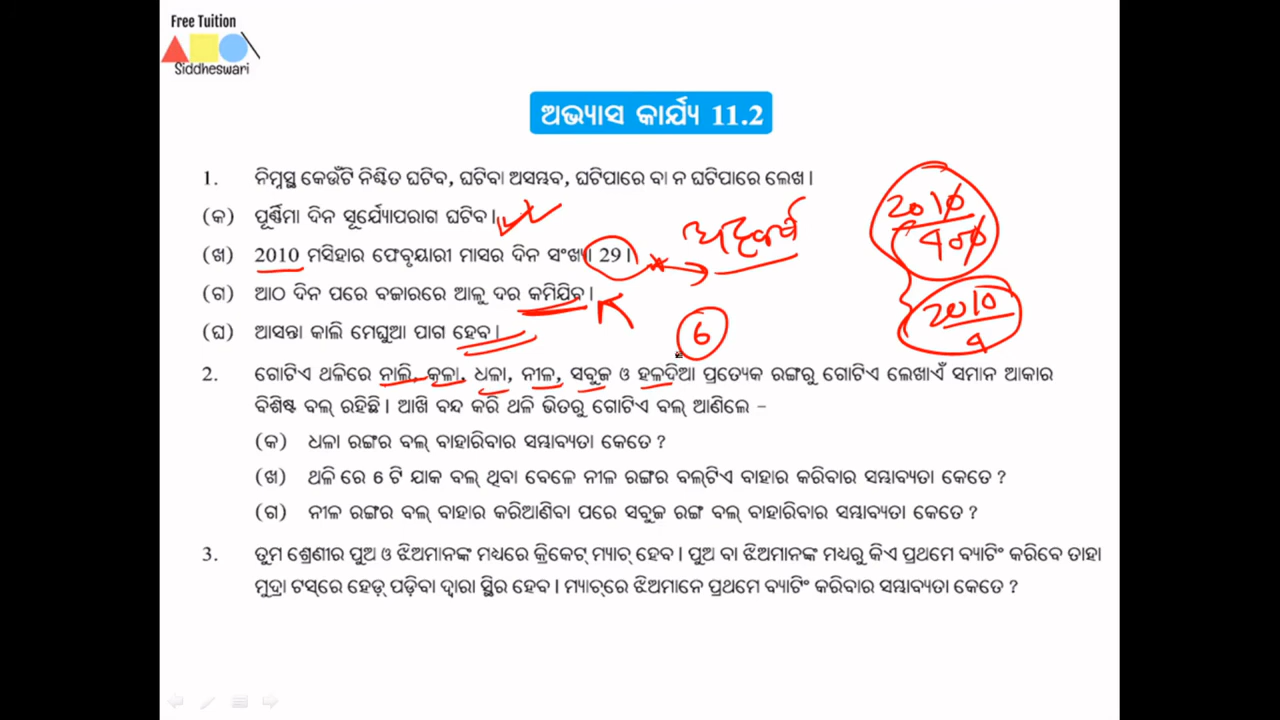 Free Tuition
Siddheswari
ଅଭ୍ୟାସ କାର୍ଯ୍ୟ 11.2
1. ନିମ୍ନସ୍ଥ କେଉଁଟି ନିଶ୍ଚିତ ଘଟିବ, ଘଟିବା ଅସମ୍ଭବ, ଘଟିପାରେ ବା ନ ଘଟିପାରେ ଲେଖ।
(କ) ପୂର୍ଣ୍ଣିମା ଦିନ ସୂର୍ଯ୍ୟୋପରାଗ ଘଟିବ।
(ଖ) 2010 ମସିହାର ଫେବୃୟାରୀ ମାସର ଦିନ ସଂଖ୍ୟା 29।
(ଗ) ଆଠ ଦିନ ପରେ ବଜାରରେ ଆଳୁ ଦର କମିଯିବ।
(ଘ) ଆସନ୍ତା କାଲି ମେଘୁଆ ପାଗ ହେବ।
2010
400
2010
4
6
2. ଗୋଟିଏ ଥଳିରେ ନାଲି, କଳା, ଧଳା, ନୀଳ, ସବୁଜ ଓ ହଳଦିଆ ପ୍ରତ୍ୟେକ ରଙ୍ଗରୁ ଗୋଟିଏ ଲେଖାଏଁ ସମାନ ଆକାର
ବିଶିଷ୍ଟ ବଲ୍ ରହିଛି। ଆଖି ବନ୍ଦ କରି ଥଳି ଭିତରୁ ଗୋଟିଏ ବଲ୍ ଆଣିଲେ –
(କ) ଧଳା ରଙ୍ଗର ବଲ୍ ବାହାରିବାର ସମ୍ଭାବ୍ୟତା କେତେ ?
(ଖ) ଥଳି ରେ 6 ଟି ଯାକ ବଲ୍ ଥିବା ବେଳେ ନୀଳ ରଙ୍ଗର ବଲ୍‌ଟିଏ ବାହାର କରିବାର ସମ୍ଭାବ୍ୟତା କେତେ ?
(ଗ) ନୀଳ ରଙ୍ଗର ବଲ୍ ବାହାର କରିଆଣିବା ପରେ ସବୁଜ ରଙ୍ଗ ବଲ୍ ବାହାରିବାର ସମ୍ଭାବ୍ୟତା କେତେ ?
3. ତୁମ ଶ୍ରେଣୀର ପୁଅ ଓ ଝିଅମାନଙ୍କ ମଧ୍ୟରେ କ୍ରିକେଟ୍ ମ୍ୟାଚ୍ ହେବ। ପୁଅ ବା ଝିଅମାନଙ୍କ ମଧ୍ୟରୁ କିଏ ପ୍ରଥମେ ବ୍ୟାଟିଂ କରିବେ ତାହା
ମୁଦ୍ରା ଟସ୍‌ରେ ହେଡ୍ ପଡ଼ିବା ଦ୍ୱାରା ସ୍ଥିର ହେବ। ମ୍ୟାଚ୍‌ରେ ଝିଅମାନେ ପ୍ରଥମେ ବ୍ୟାଟିଂ କରିବାର ସମ୍ଭାବ୍ୟତା କେତେ ?